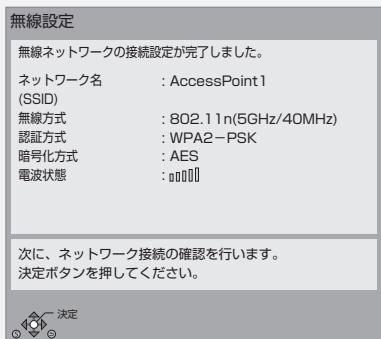 無線設定
無線ネットワークの接続設定が完了しました。
ネットワーク名 : AccessPoint1
(SSID)
無線方式 : 802.11n(5GHz/40MHz)
認証方式 : WPA2−PSK
暗号化方式 : AES
電波状態 :
次に、ネットワーク接続の確認を行います。
決定ボタンを押してください。
決定